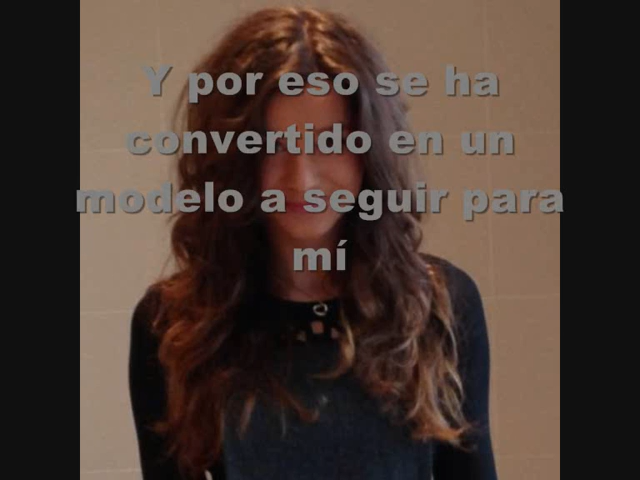 Y por eso se ha
convertido en un
modelo a seguir para
mí